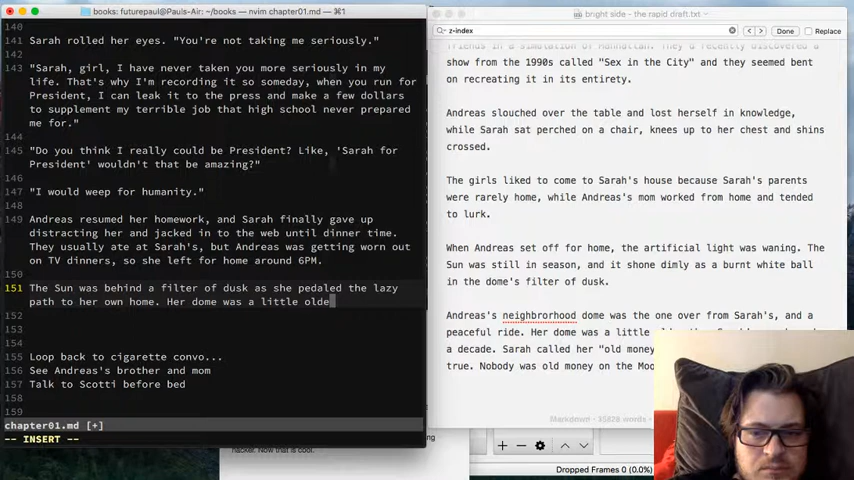 books: futurepaul@Pauls-Air: ~/books — nvim chapter01.md — ⌘1
140
141 Sarah rolled her eyes. "You're not taking me seriously."
142
143 "Sarah, girl, I have never taken you more seriously in my
life. That's why I'm recording it so someday, when you run for
President, I can leak it to the press and make a few dollars
to supplement my terrible job that high school never prepared
me for."
144
145 "Do you think I really could be President? Like, 'Sarah for
President' wouldn't that be amazing?"
146
147 "I would weep for humanity."
148
149 Andreas resumed her homework, and Sarah finally gave up
distracting her and jacked in to the web until dinner time.
They usually ate at Sarah's, but Andreas was getting worn out
on TV dinners, so she left for home around 6PM.
150
151 The Sun was behind a filter of dusk as she pedaled the lazy
path to her own home. Her dome was a little olde
152
153
154
155 Loop back to cigarette convo...
156 See Andreas's brother and mom
157 Talk to Scotti before bed
158
159
chapter01.md [+]
-- INSERT --
bright side - the rapid draft.txt
z-index
Done
Replace
friends in a simulation of Manhattan. They'd recently discovered a
show from the 1990s called "Sex in the City" and they seemed bent
on recreating it in its entirety.
Andreas slouched over the table and lost herself in knowledge,
while Sarah sat perched on a chair, knees up to her chest and shins
crossed.
The girls liked to come to Sarah's house because Sarah's parents
were rarely home, while Andreas's mom worked from home and tended
to lurk.
When Andreas set off for home, the artificial light was waning. The
Sun was still in season, and it shone dimly as a burnt white ball
in the dome's filter of dusk.
Andreas's neighbrorhood dome was the one over from Sarah's, and a
peaceful ride. Her dome was a little
a decade. Sarah called her "old money
true. Nobody was old money on the Moo
Markdown
words
hacker. Now that is cool.
Dropped Frames 0 (0.0%)